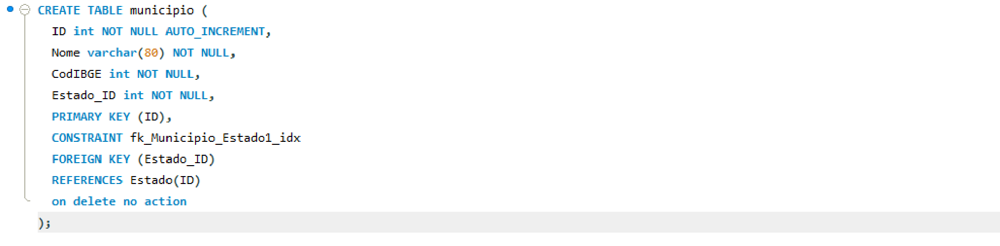 CREATE TABLE municipio (
ID int NOT NULL AUTO_INCREMENT,
Nome varchar(80) NOT NULL,
CodIBGE int NOT NULL,
Estado_ID int NOT NULL,
PRIMARY KEY (ID),
CONSTRAINT fk_Municipio_Estado1_idx
FOREIGN KEY (Estado_ID)
REFERENCES Estado(ID)
on delete no action
);